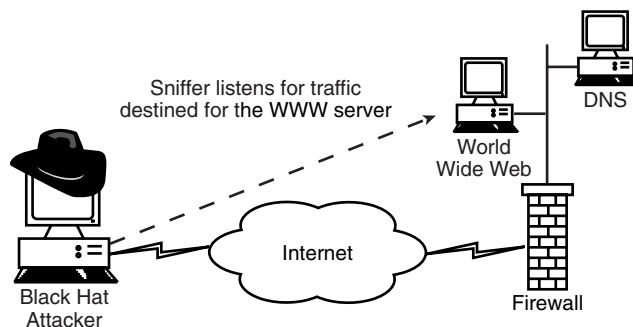 Sniffer listens for traffic
destined for the WWW server
DNS
World
Wide Web
Internet
Black Hat
Attacker
Firewall